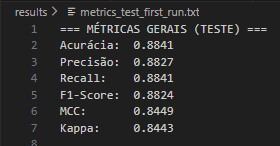 results > metrics_test_first_run.txt
1 === MÉTRICAS GERAIS (TESTE) ===
2 Acurácia: 0.8841
3 Precisão: 0.8827
4 Recall: 0.8841
5 F1-Score: 0.8824
6 MCC: 0.8449
7 Kappa: 0.8443
8